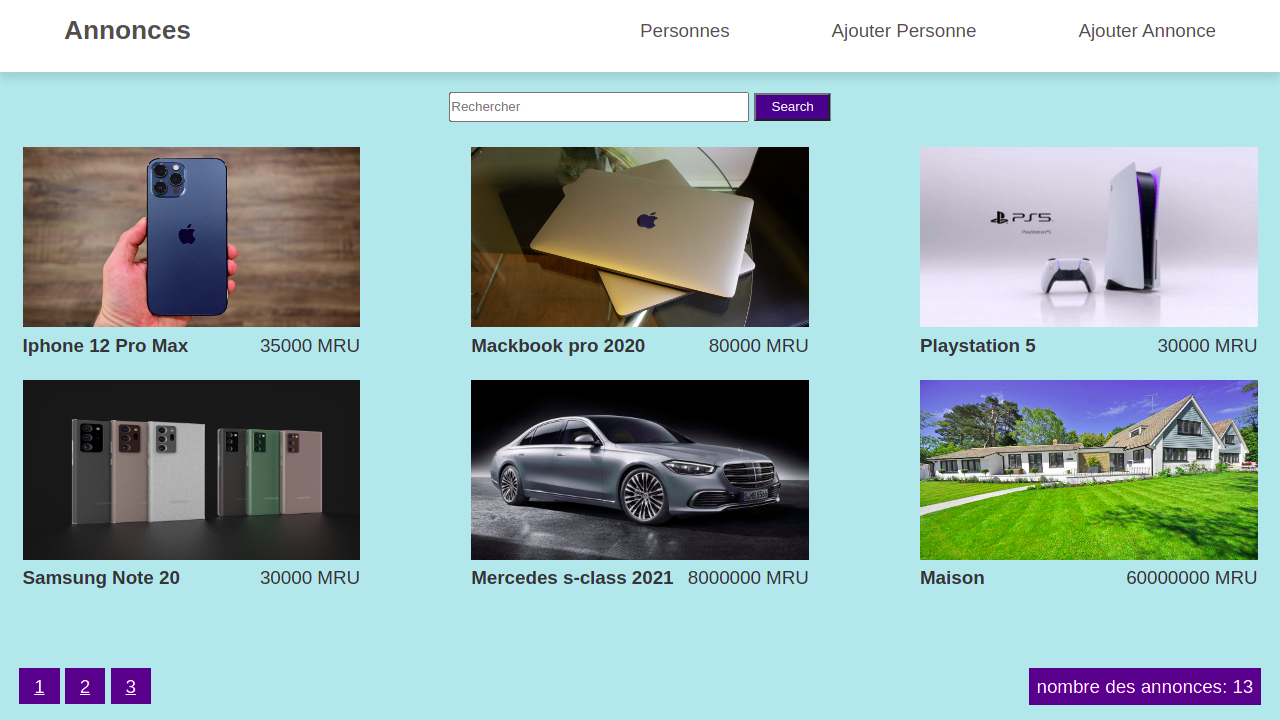 Annonces
Personnes
Ajouter Personne
Ajouter Annonce
Rechercher
Search
PS5
PlayStation®5
Iphone 12 Pro Max
35000 MRU
Mackbook pro 2020
80000 MRU
Playstation 5
30000 MRU
Samsung Note 20
30000 MRU
Mercedes s-class 2021
8000000 MRU
Maison
60000000 MRU
1
2
3
nombre des annonces: 13